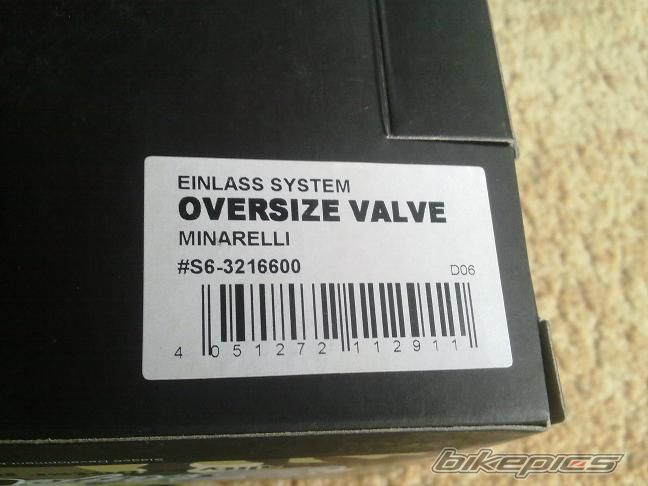 EINLASS SYSTEM
OVERSIZE VALVE
MINARELLI
#S6-3216600 D06
4 051272 112911
bikepics